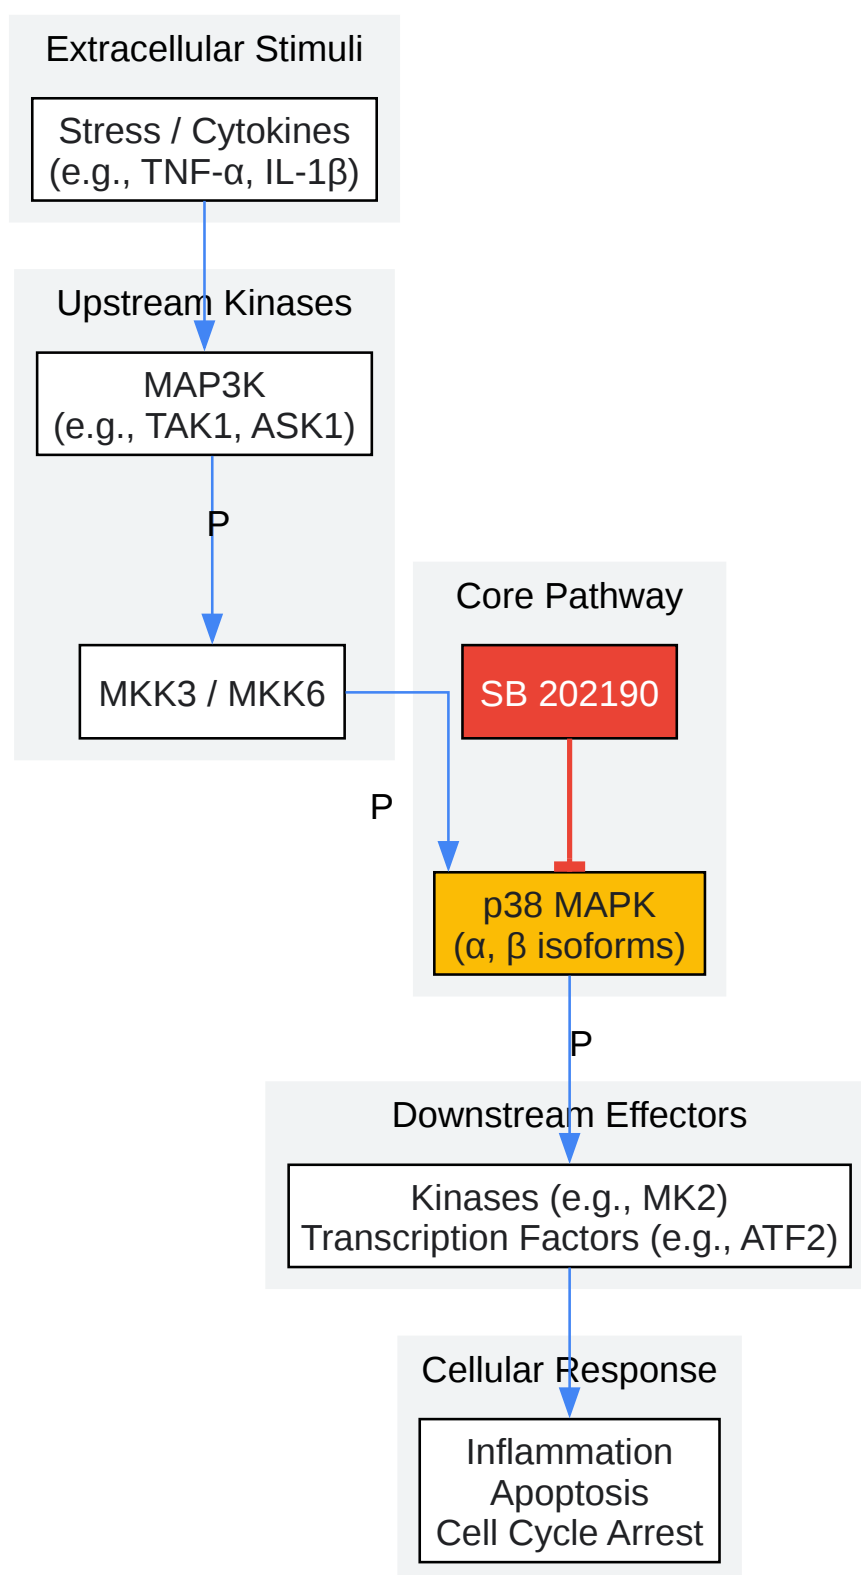 Extracellular Stimuli
Stress / Cytokines
(e.g., TNF-α, IL-1β)
Upstream Kinases
MAP3K
(e.g., TAK1, ASK1)
P
MKK3 / MKK6
Core Pathway
SB 202190
P
p38 MAPK
(α, β isoforms)
P
Downstream Effectors
Kinases (e.g., MK2)
Transcription Factors (e.g., ATF2)
Cellular Response
Inflammation
Apoptosis
Cell Cycle Arrest